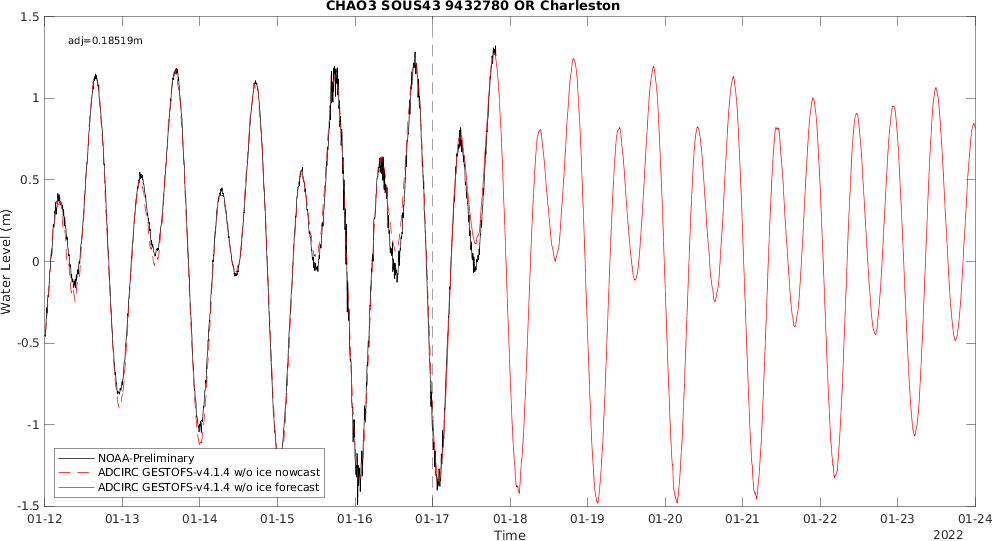 CHAO3 SOUS43 9432780 OR Charleston
adj=0.18519m
Water Level (m)
1.5
1
0.5
0
-0.5
-1
-1.5
NOAA-Preliminary
ADCIRC GESTOFS-v4.1.4 w/o ice nowcast
ADCIRC GESTOFS-v4.1.4 w/o ice forecast
01-12 01-13 01-14 01-15 01-16 01-17 01-18 01-19 01-20 01-21 01-22 01-23 01-24
Time
2022